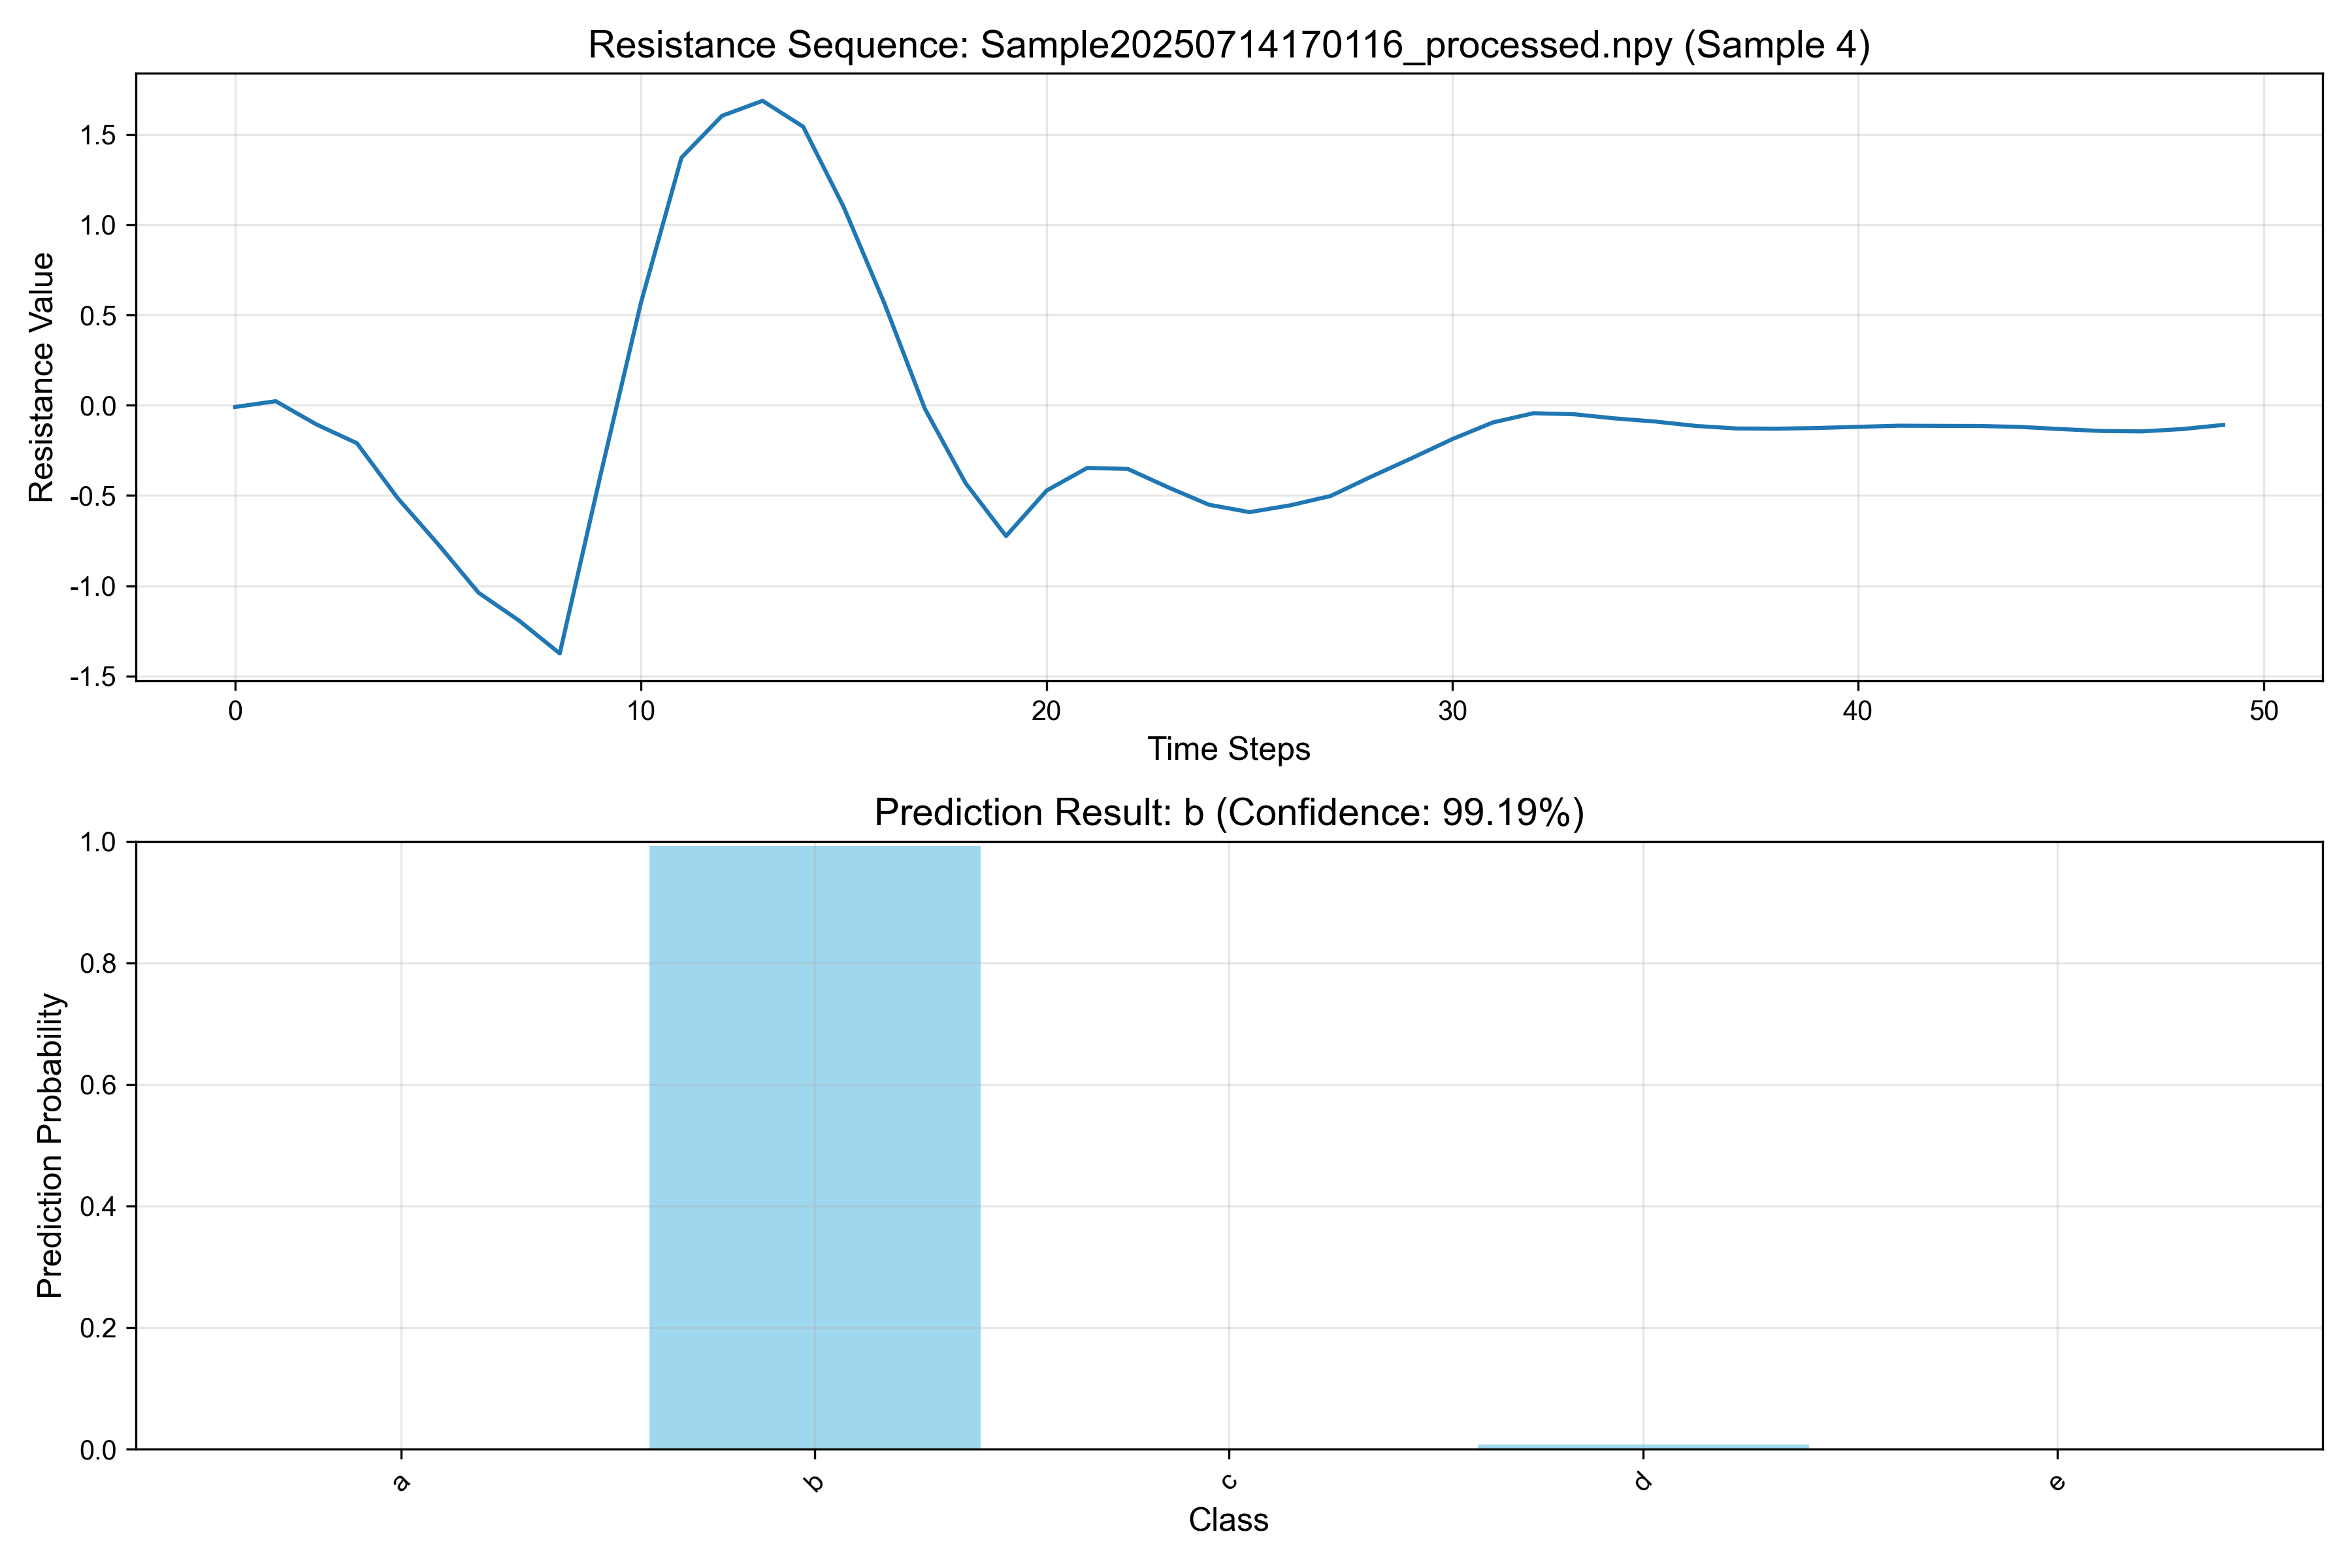 Resistance Sequence: Sample20250714170116_processed.npy (Sample 4)
Resistance Value
1.5
1.0
0.5
0.0
-0.5
-1.0
-1.5
0 10 20 30 40 50
Time Steps
Prediction Result: b (Confidence: 99.19%)
Prediction Probability
1.0
0.8
0.6
0.4
0.2
0.0
a b c d e
Class